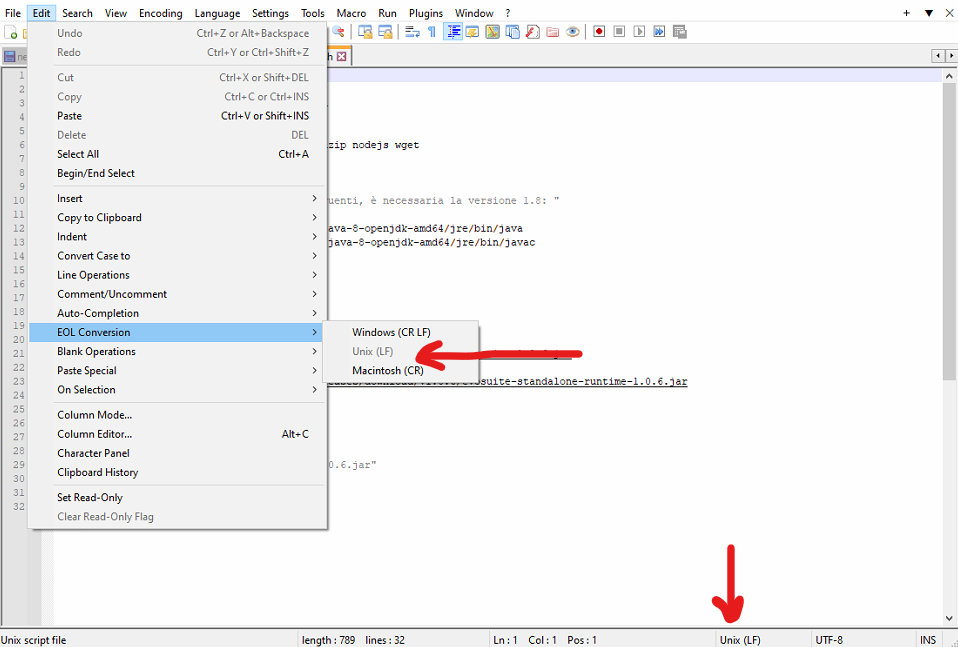 File Edit Search View Encoding Language Settings Tools Macro Run Plugins Window ? + ▼ X
Undo Ctrl+Z or Alt+Backspace
Redo Ctrl+Y or Ctrl+Shift+Z
Cut Ctrl+X or Shift+DEL
Copy Ctrl+C or Ctrl+INS
Paste Ctrl+V or Shift+INS
Delete DEL
Select All Ctrl+A
Begin/End Select
Insert
Copy to Clipboard
Indent
Convert Case to
Line Operations
Comment/Uncomment
Auto-Completion
EOL Conversion
Blank Operations
Paste Special
On Selection
Column Mode...
Column Editor... Alt+C
Character Panel
Clipboard History
Set Read-Only
Clear Read-Only Flag
Windows (CR LF)
Unix (LF)
Macintosh (CR)
ne
h
1
2
3
4
5
6 zip nodejs wget
7
8
9
10 uenti, è necessaria la versione 1.8: "
11
12 ava-8-openjdk-amd64/jre/bin/java
13 java-8-openjdk-amd64/jre/bin/javac
14
15
16
17
18
19
20
21
22
23 suite-standalone-runtime-1.0.6.jar
24
25
26
27
28
29 0.6.jar"
30
31
32
Unix script file length : 789 lines : 32 Ln : 1 Col : 1 Pos : 1 Unix (LF) UTF-8 INS